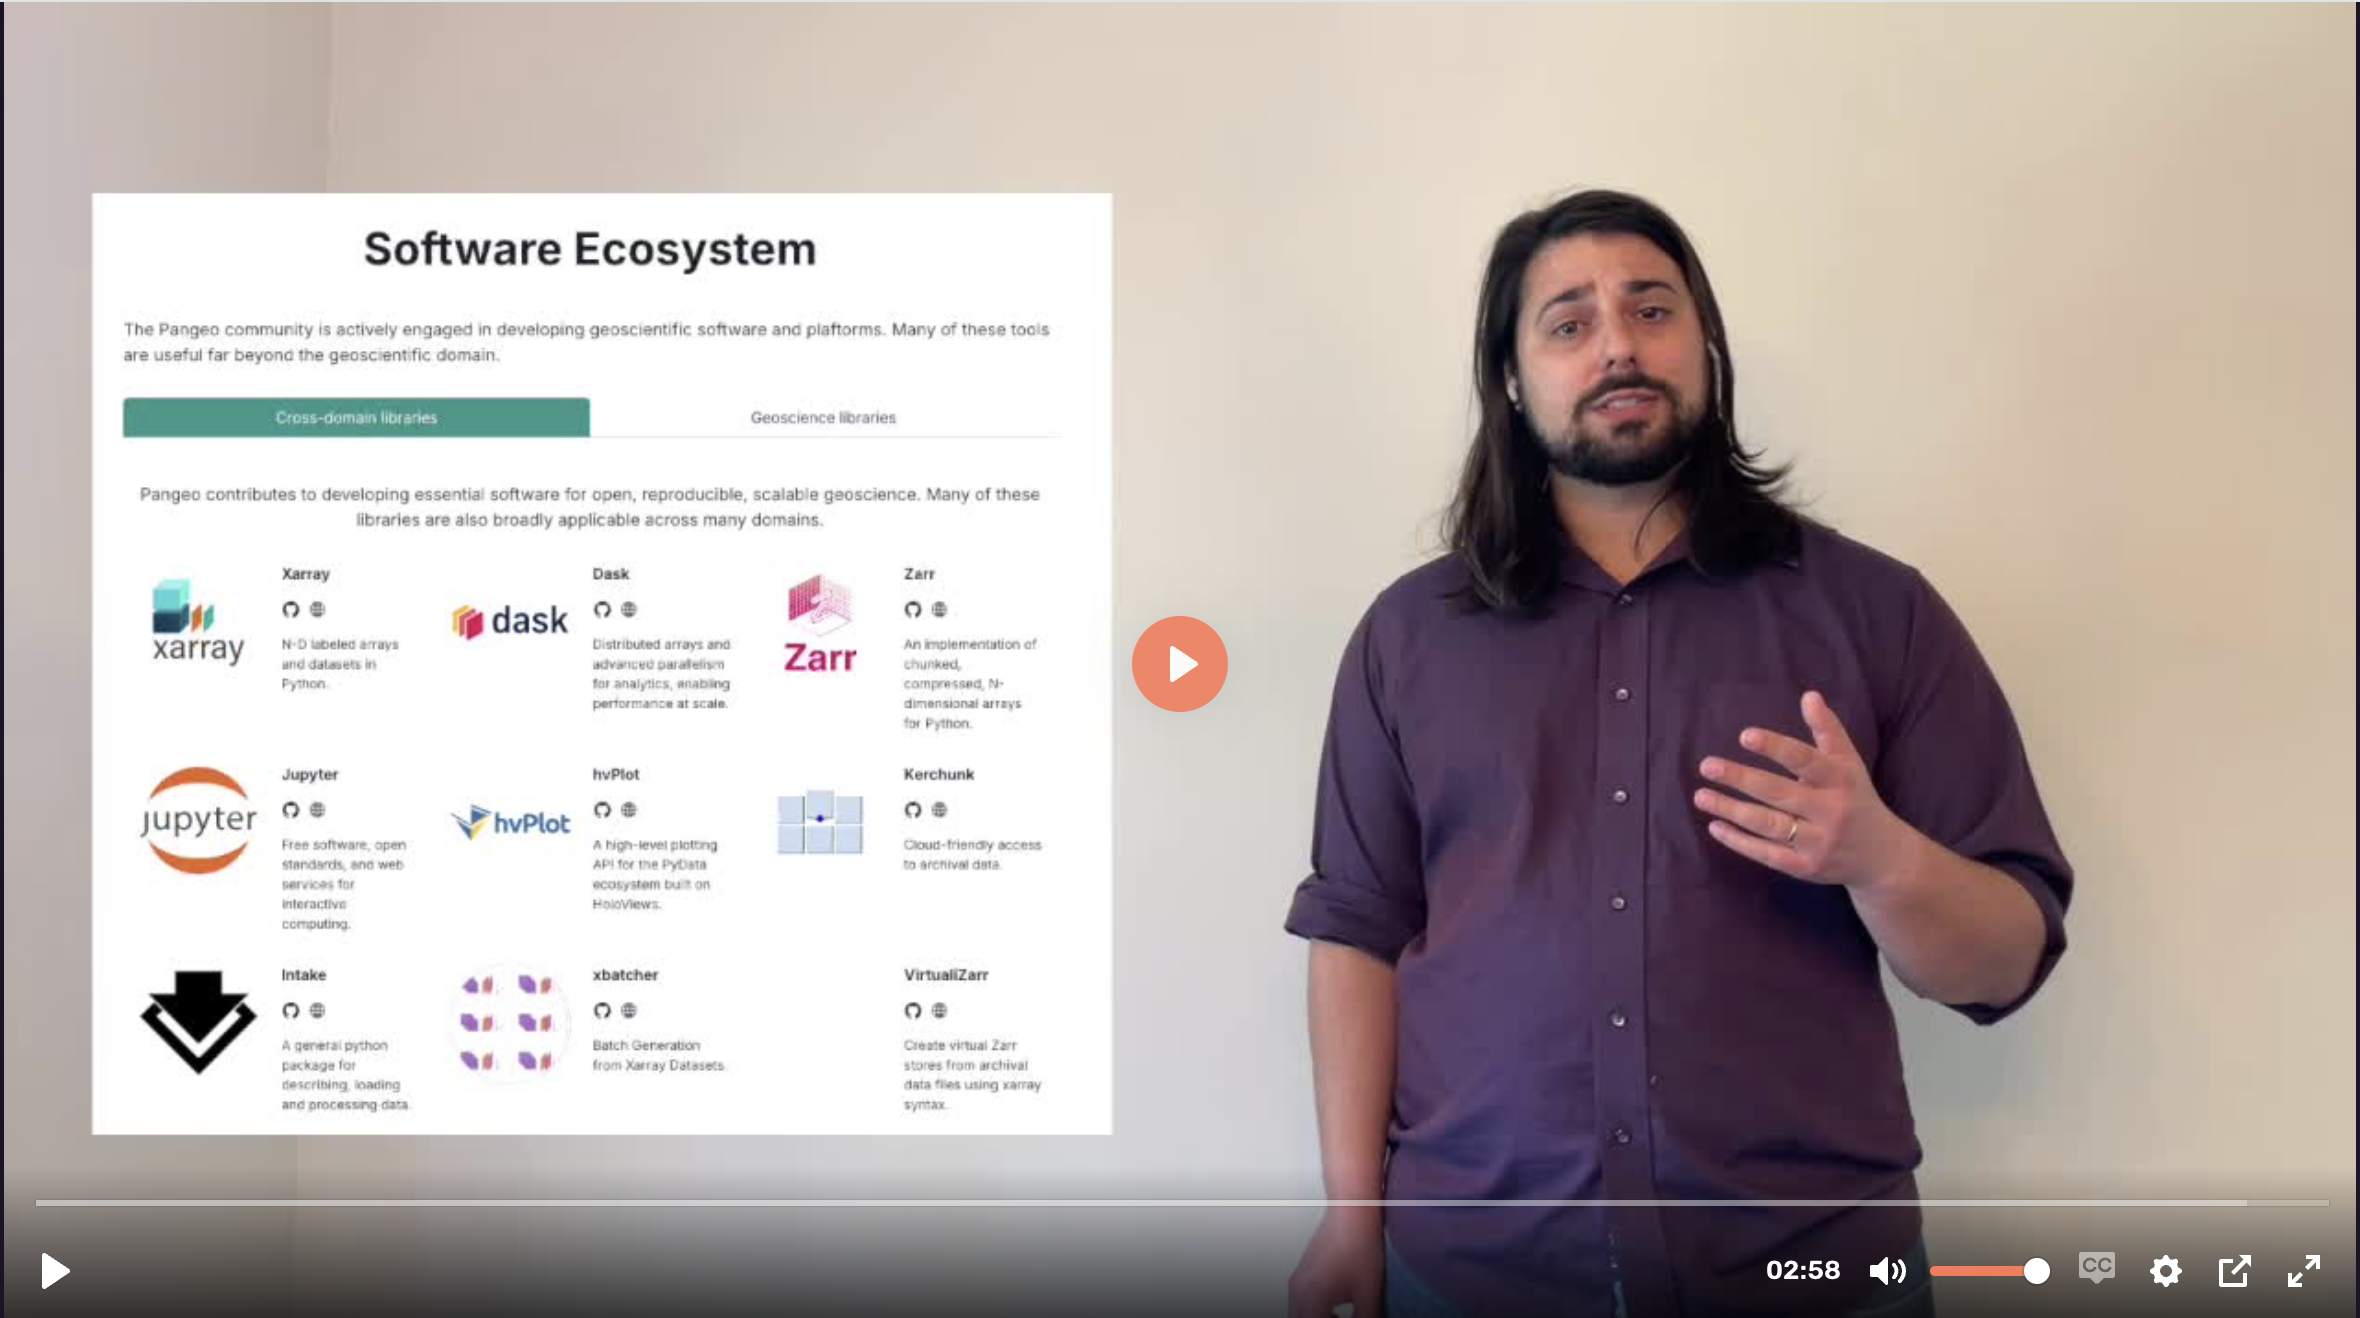 Software Ecosystem
The Pangeo community is actively engaged in developing geoscientific software and plaftorms. Many of these tools
are useful far beyond the geoscientific domain.
Cross-domain libraries
Geoscience libraries
Pangeo contributes to developing essential software for open, reproducible, scalable geoscience. Many of these
libraries are also broadly applicable across many domains.
xarray
Xarray
N-D labeled arrays
and datasets in
Python.
dask
Dask
Distributed arrays and
advanced parallelism
for analytics, enabling
performance at scale.
Zarr
Zarr
An implementation of
chunked,
compressed, N-
dimensional arrays
for Python.
jupyter
Jupyter
Free software, open
standards, and web
services for
interactive
computing.
hvPlot
hvPlot
A high-level plotting
API for the PyData
ecosystem built on
HoloViews.
Kerchunk
Cloud-friendly access
to archival data.
Intake
A general python
package for
describing, loading
and processing data.
xbatcher
Batch Generation
from Xarray Datasets.
VirtualiZarr
Create virtual Zarr
stores from archival
data files using xarray
syntax.
02:58
CC